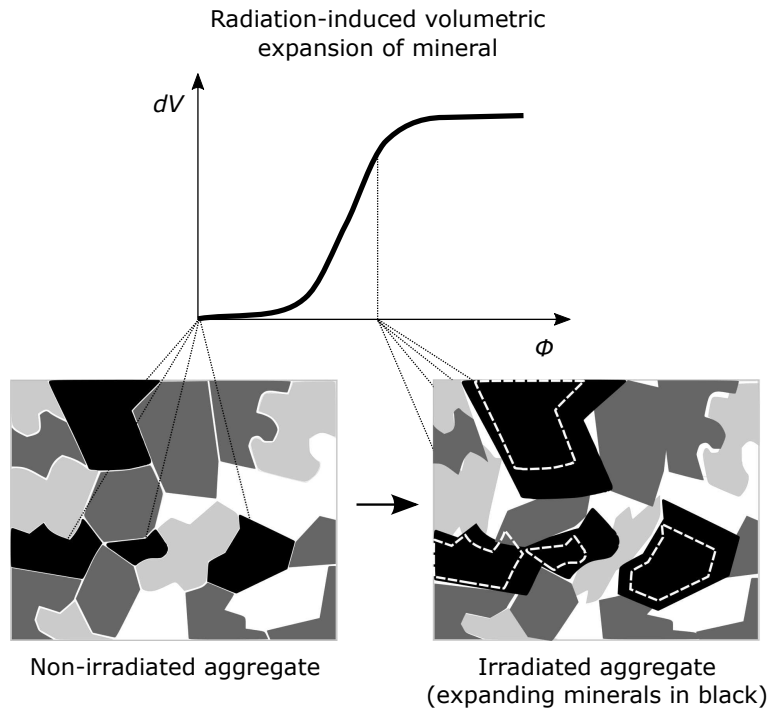 Radiation-induced volumetric
expansion of mineral
dV
Φ
Non-irradiated aggregate
Irradiated aggregate
(expanding minerals in black)